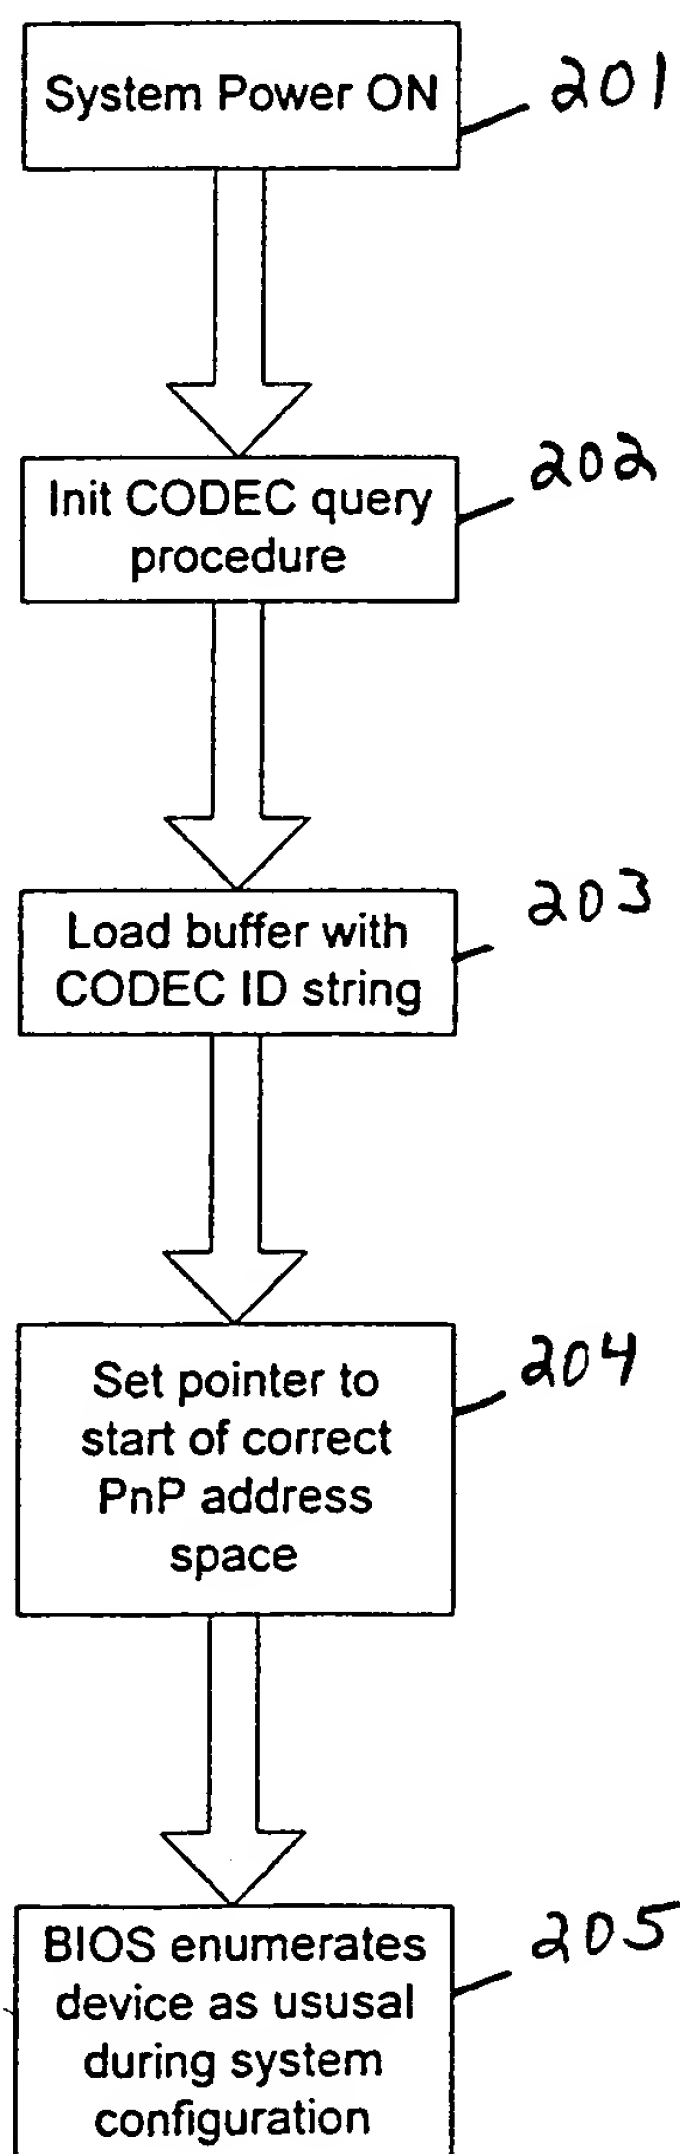 System Power ON
201
Init CODEC query
procedure
202
Load buffer with
CODEC ID string
203
Set pointer to
start of correct
PnP address
space
204
BIOS enumerates
device as ususal
during system
configuration
205